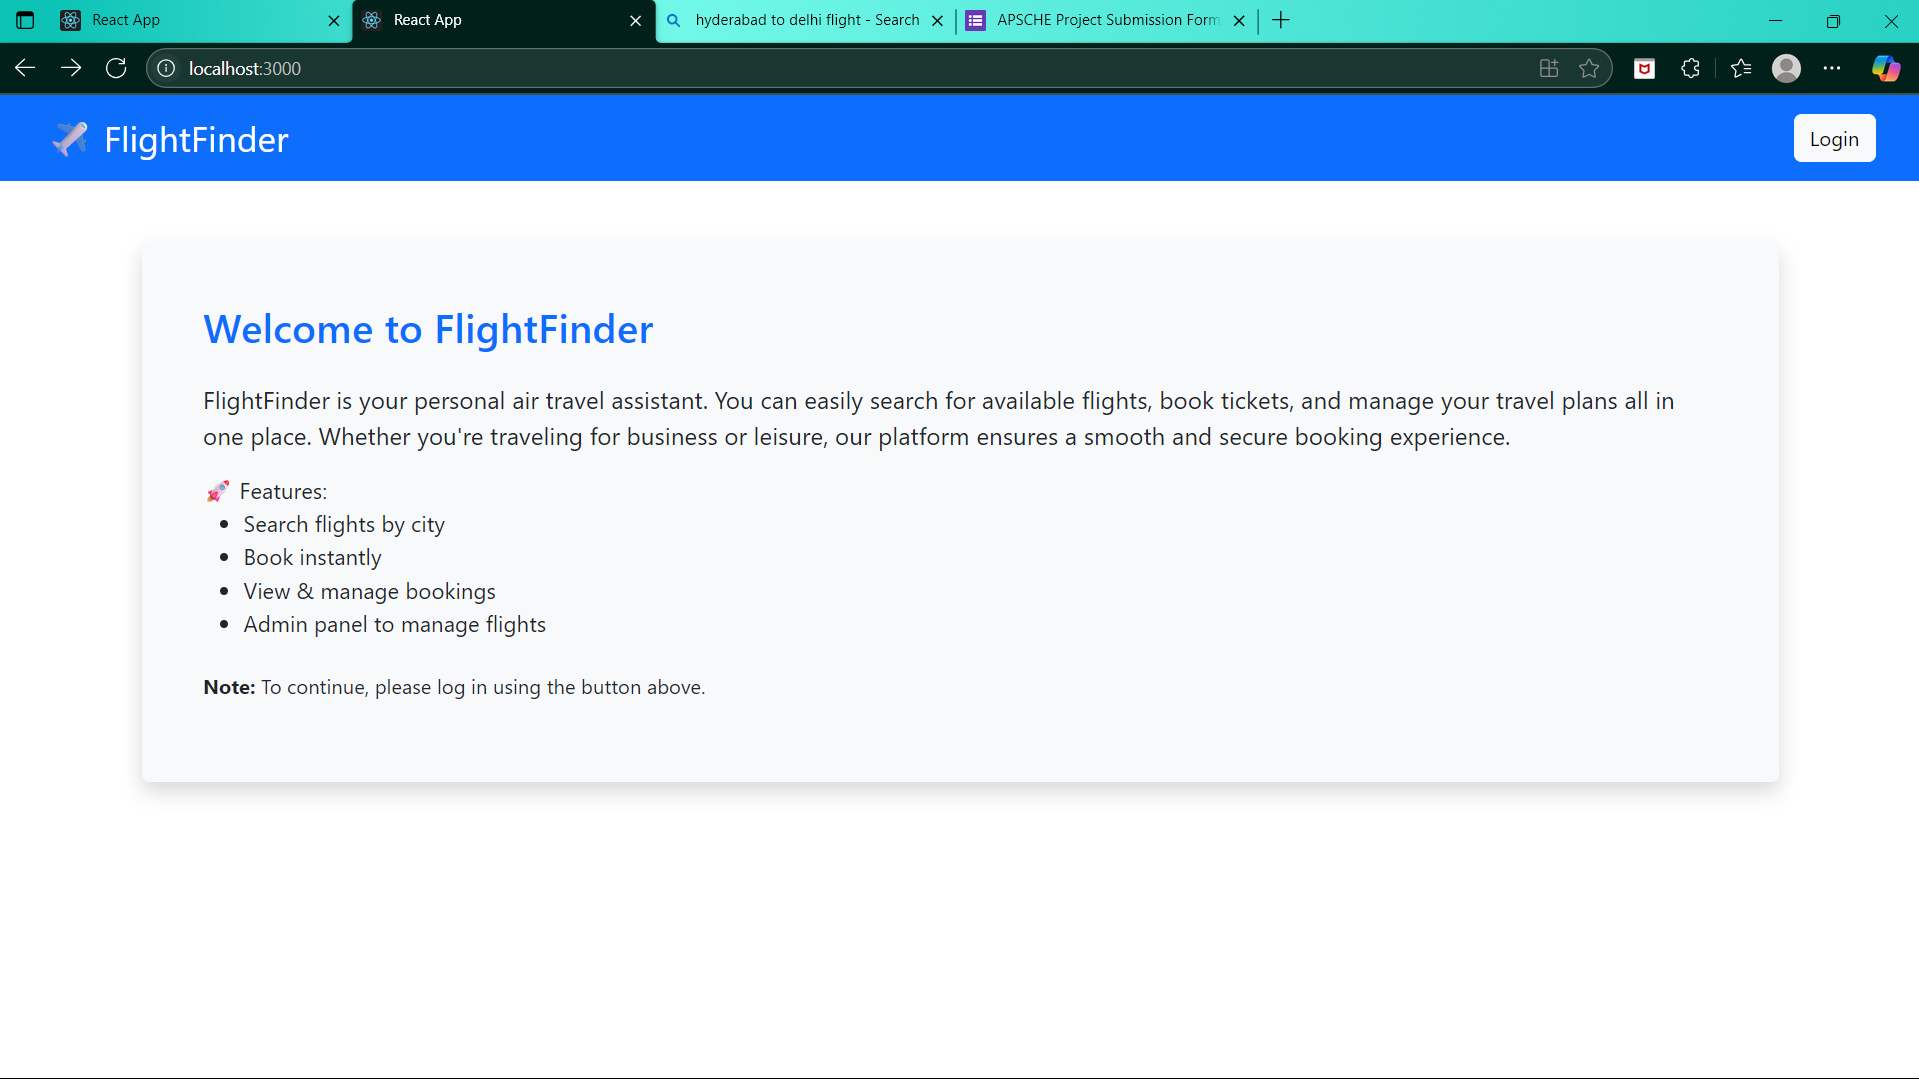 React App
React App
hyderabad to delhi flight - Search
APSCHE Project Submission Form
localhost:3000
FlightFinder
Login
Welcome to FlightFinder
FlightFinder is your personal air travel assistant. You can easily search for available flights, book tickets, and manage your travel plans all in
one place. Whether you're traveling for business or leisure, our platform ensures a smooth and secure booking experience.
🚀 Features:
• Search flights by city
• Book instantly
• View & manage bookings
• Admin panel to manage flights
Note: To continue, please log in using the button above.